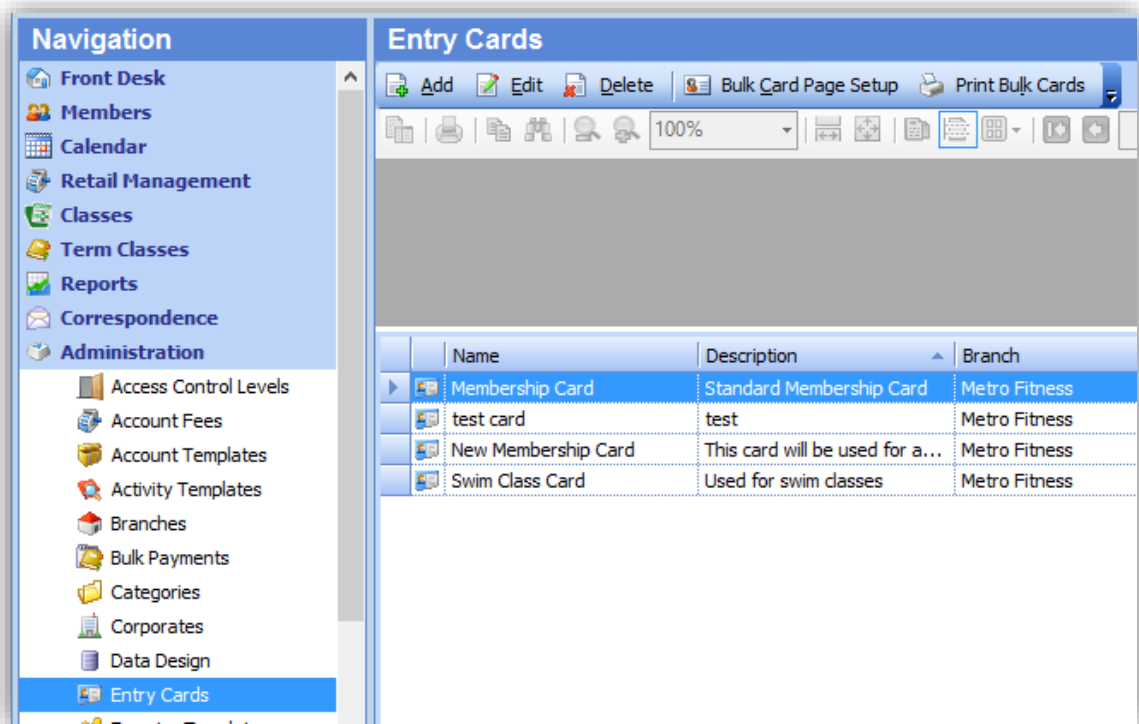 Navigation
Front Desk
Members
Calendar
Retail Management
Classes
Term Classes
Reports
Correspondence
Administration
Access Control Levels
Account Fees
Account Templates
Activity Templates
Branches
Bulk Payments
Categories
Corporates
Data Design
Entry Cards
Entry Cards
Add Edit Delete Bulk Card Page Setup Print Bulk Cards
100%
Name Description Branch
Membership Card Standard Membership Card Metro Fitness
test card test Metro Fitness
New Membership Card This card will be used for a... Metro Fitness
Swim Class Card Used for swim classes Metro Fitness